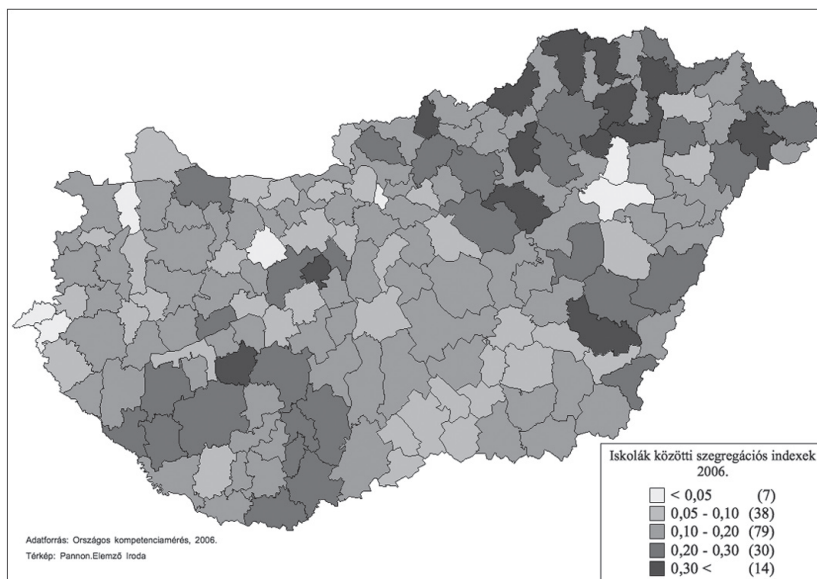 Iskolák közötti szegregációs indexek
2006.
< 0,05 (7)
0,05 - 0,10 (38)
0,10 - 0,20 (79)
0,20 - 0,30 (30)
0,30 < (14)
Adatforrás: Országos kompetenciamérés, 2006.
Térkép: Pannon.Elemző Iroda